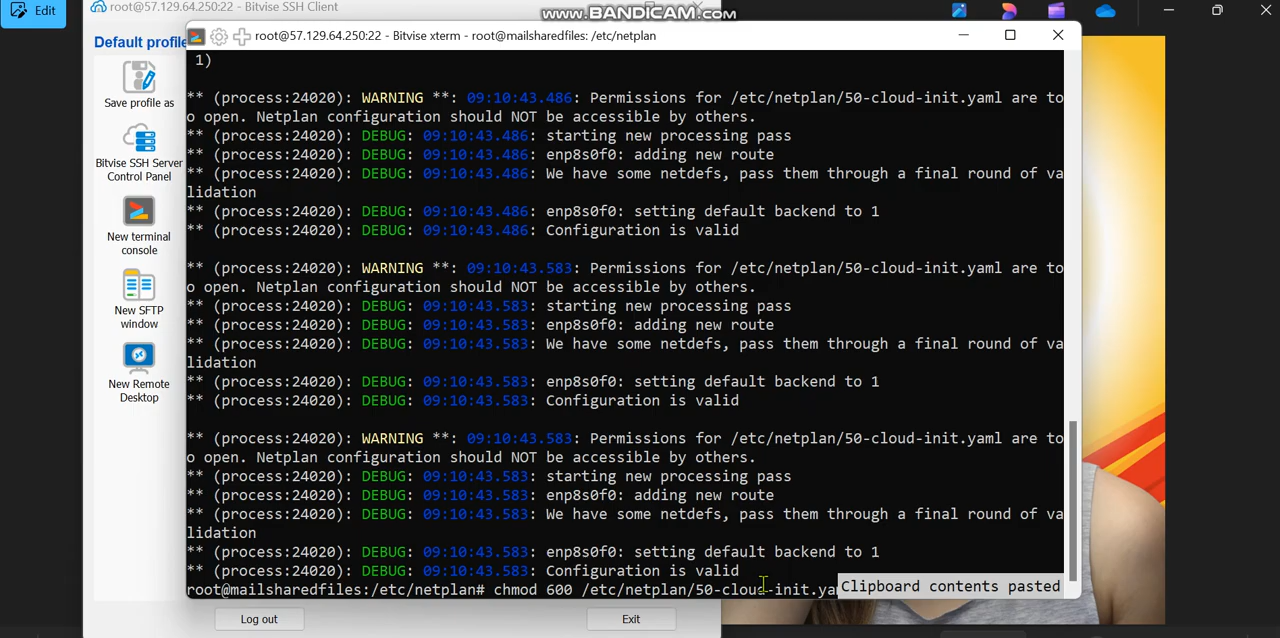 Edit
root@57.129.64.250:22 - Bitvise SSH Client
www.BANDICAM.com
Default profile
root@57.129.64.250:22 - Bitvise xterm - root@mailsharedfiles: /etc/netplan
Save profile as
Bitvise SSH Server
Control Panel
New terminal
console
New SFTP
window
New Remote
Desktop
1)
** (process:24020): WARNING **: 09:10:43.486: Permissions for /etc/netplan/50-cloud-init.yaml are to
o open. Netplan configuration should NOT be accessible by others.
** (process:24020): DEBUG: 09:10:43.486: starting new processing pass
** (process:24020): DEBUG: 09:10:43.486: enp8s0f0: adding new route
** (process:24020): DEBUG: 09:10:43.486: We have some netdefs, pass them through a final round of va
lidation
** (process:24020): DEBUG: 09:10:43.486: enp8s0f0: setting default backend to 1
** (process:24020): DEBUG: 09:10:43.486: Configuration is valid
** (process:24020): WARNING **: 09:10:43.583: Permissions for /etc/netplan/50-cloud-init.yaml are to
o open. Netplan configuration should NOT be accessible by others.
** (process:24020): DEBUG: 09:10:43.583: starting new processing pass
** (process:24020): DEBUG: 09:10:43.583: enp8s0f0: adding new route
** (process:24020): DEBUG: 09:10:43.583: We have some netdefs, pass them through a final round of va
lidation
** (process:24020): DEBUG: 09:10:43.583: enp8s0f0: setting default backend to 1
** (process:24020): DEBUG: 09:10:43.583: Configuration is valid
** (process:24020): WARNING **: 09:10:43.583: Permissions for /etc/netplan/50-cloud-init.yaml are to
o open. Netplan configuration should NOT be accessible by others.
** (process:24020): DEBUG: 09:10:43.583: starting new processing pass
** (process:24020): DEBUG: 09:10:43.583: enp8s0f0: adding new route
** (process:24020): DEBUG: 09:10:43.583: We have some netdefs, pass them through a final round of va
lidation
** (process:24020): DEBUG: 09:10:43.583: enp8s0f0: setting default backend to 1
** (process:24020): DEBUG: 09:10:43.583: Configuration is valid
root@mailsharedfiles:/etc/netplan# chmod 600 /etc/netplan/50-cloud-init.ya
Clipboard contents pasted
Log out
Exit